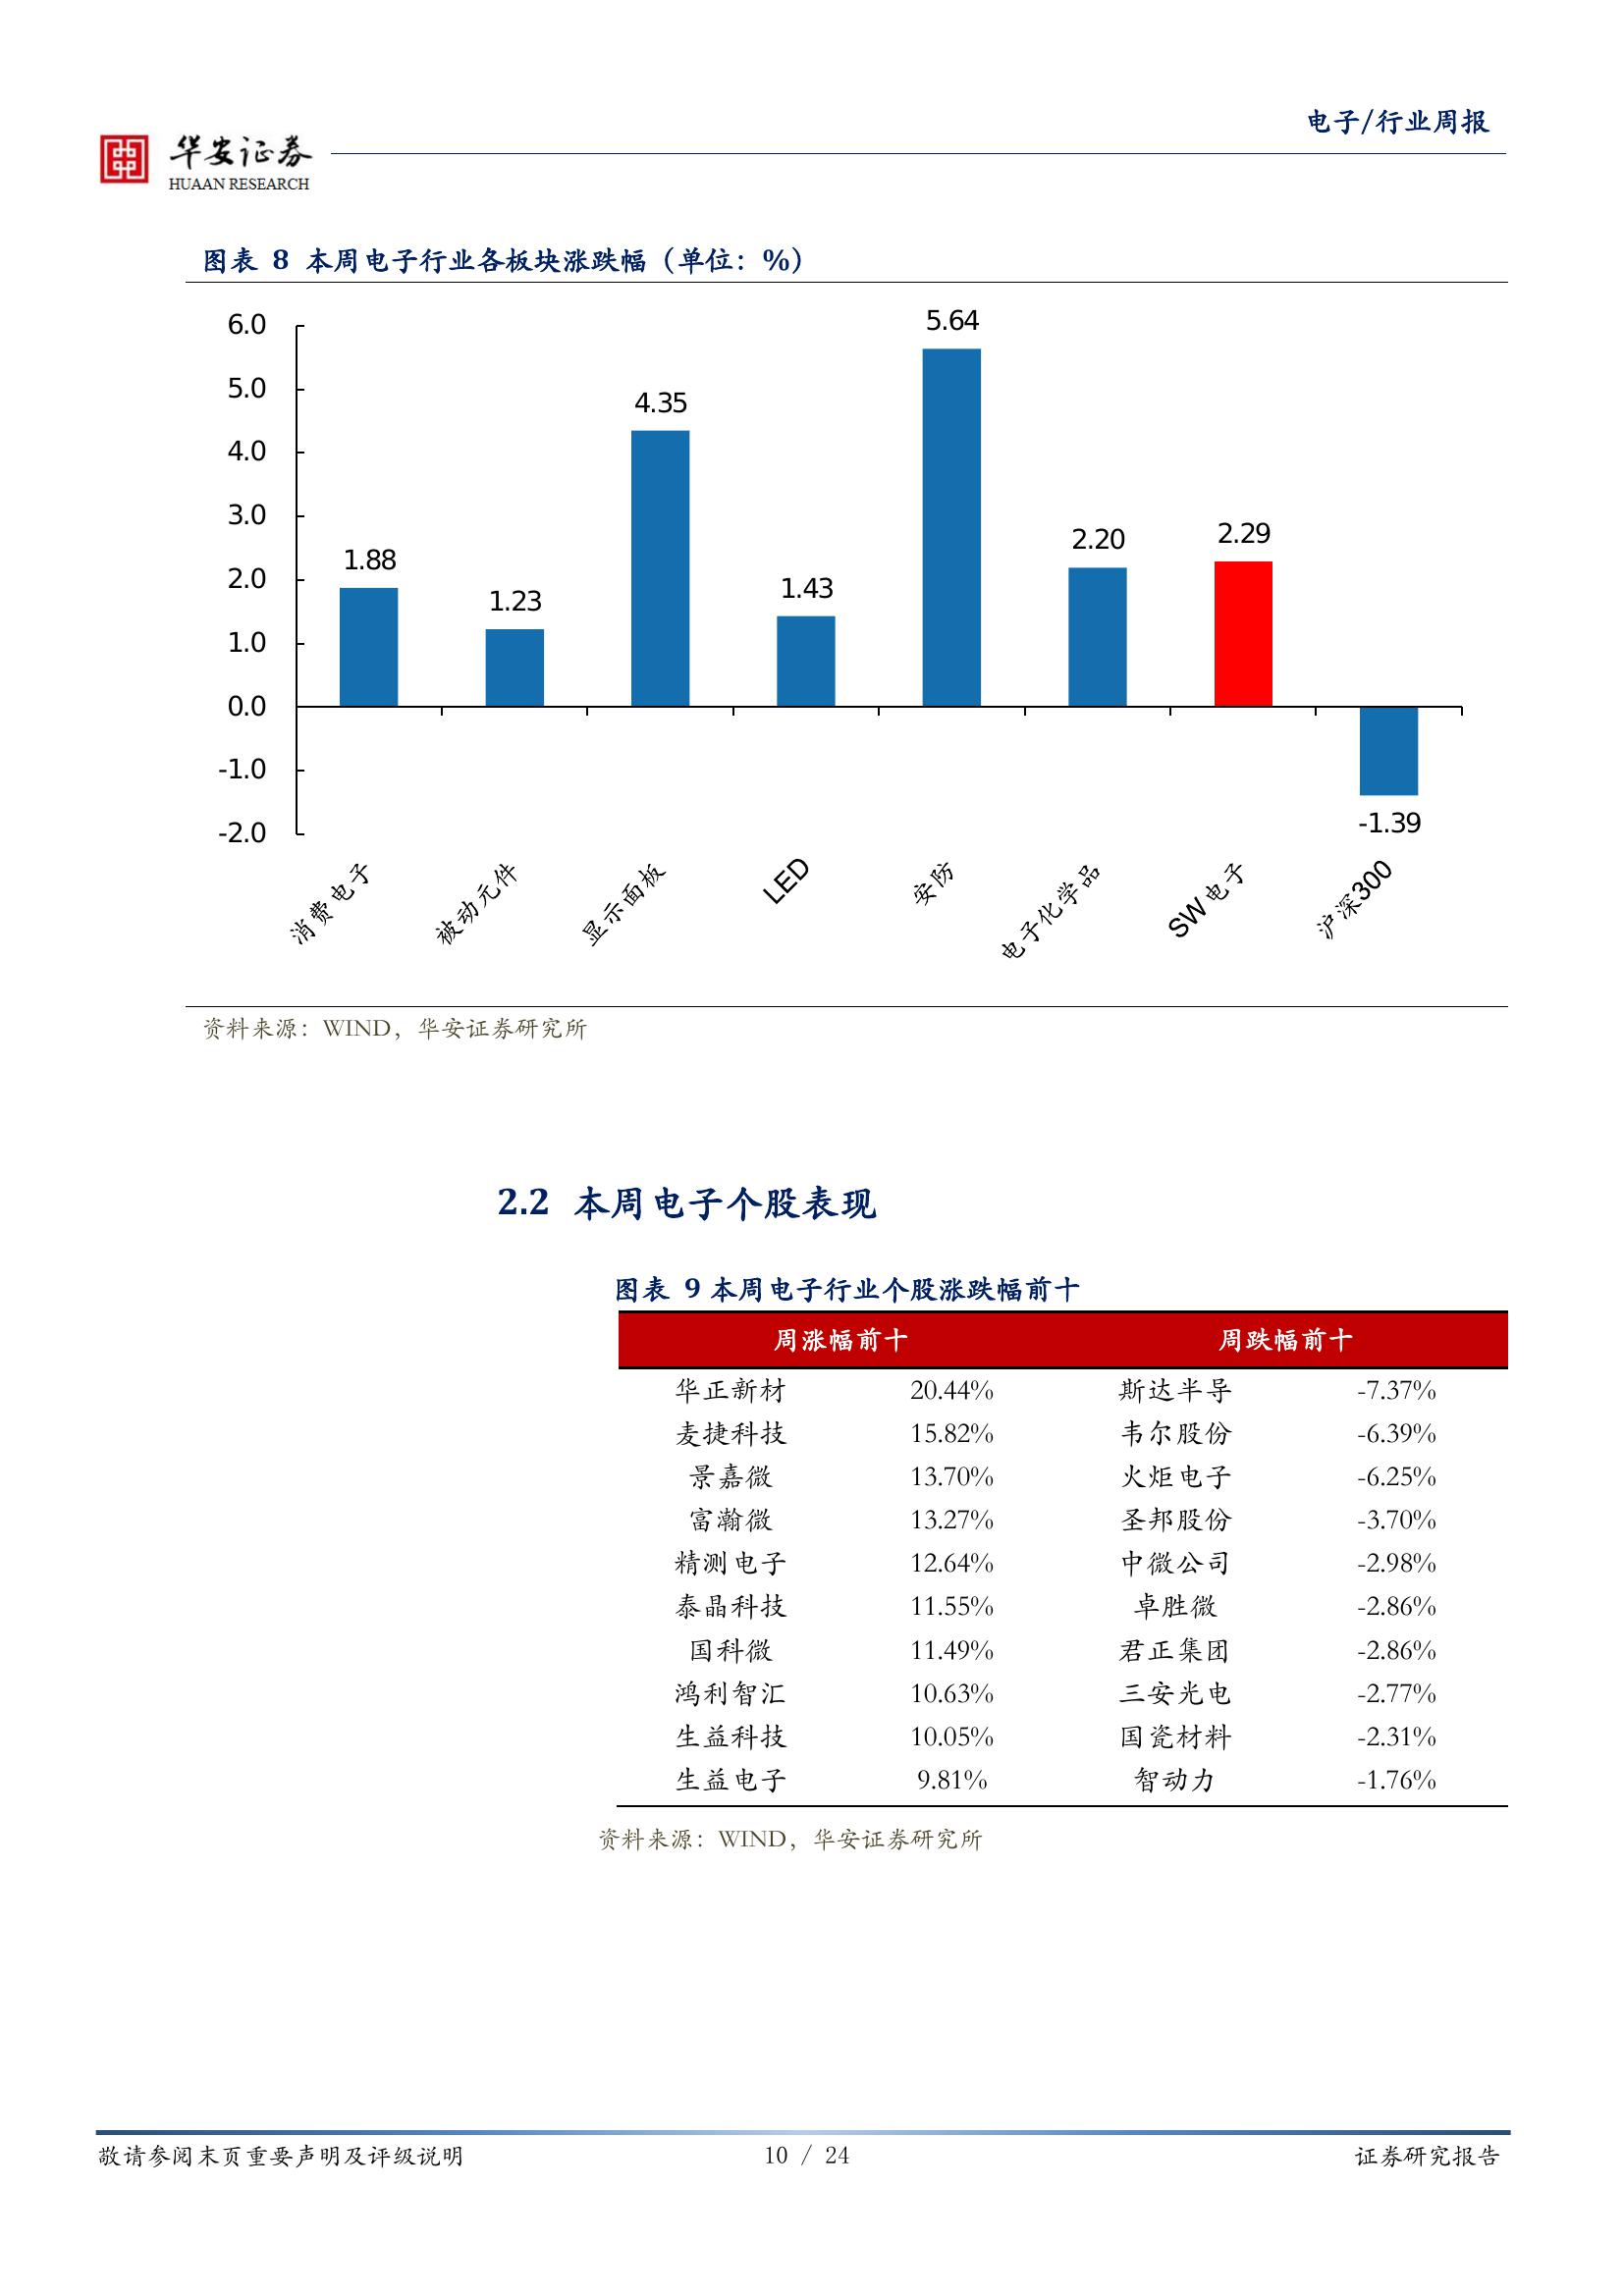 电子/行业周报
华安证券
HUAAN RESEARCH
图表 8 本周电子行业各板块涨跌幅（单位：%）
6.0
5.0
4.0
3.0
2.0
1.0
0.0
-1.0
-2.0
1.88
1.23
4.35
1.43
5.64
2.20
2.29
-1.39
消费电子
被动元件
显示面板
LED
安防
电子化学品
SW电子
沪深300
资料来源：WIND，华安证券研究所
2.2 本周电子个股表现
图表 9 本周电子行业个股涨跌幅前十
周涨幅前十 周跌幅前十
华正新材 20.44% 斯达半导 -7.37%
麦捷科技 15.82% 韦尔股份 -6.39%
景嘉微 13.70% 火炬电子 -6.25%
富瀚微 13.27% 圣邦股份 -3.70%
精测电子 12.64% 中微公司 -2.98%
泰晶科技 11.55% 卓胜微 -2.86%
国科微 11.49% 君正集团 -2.86%
鸿利智汇 10.63% 三安光电 -2.77%
生益科技 10.05% 国瓷材料 -2.31%
生益电子 9.81% 智动力 -1.76%
资料来源：WIND，华安证券研究所
敬请参阅末页重要声明及评级说明 10 / 24 证券研究报告